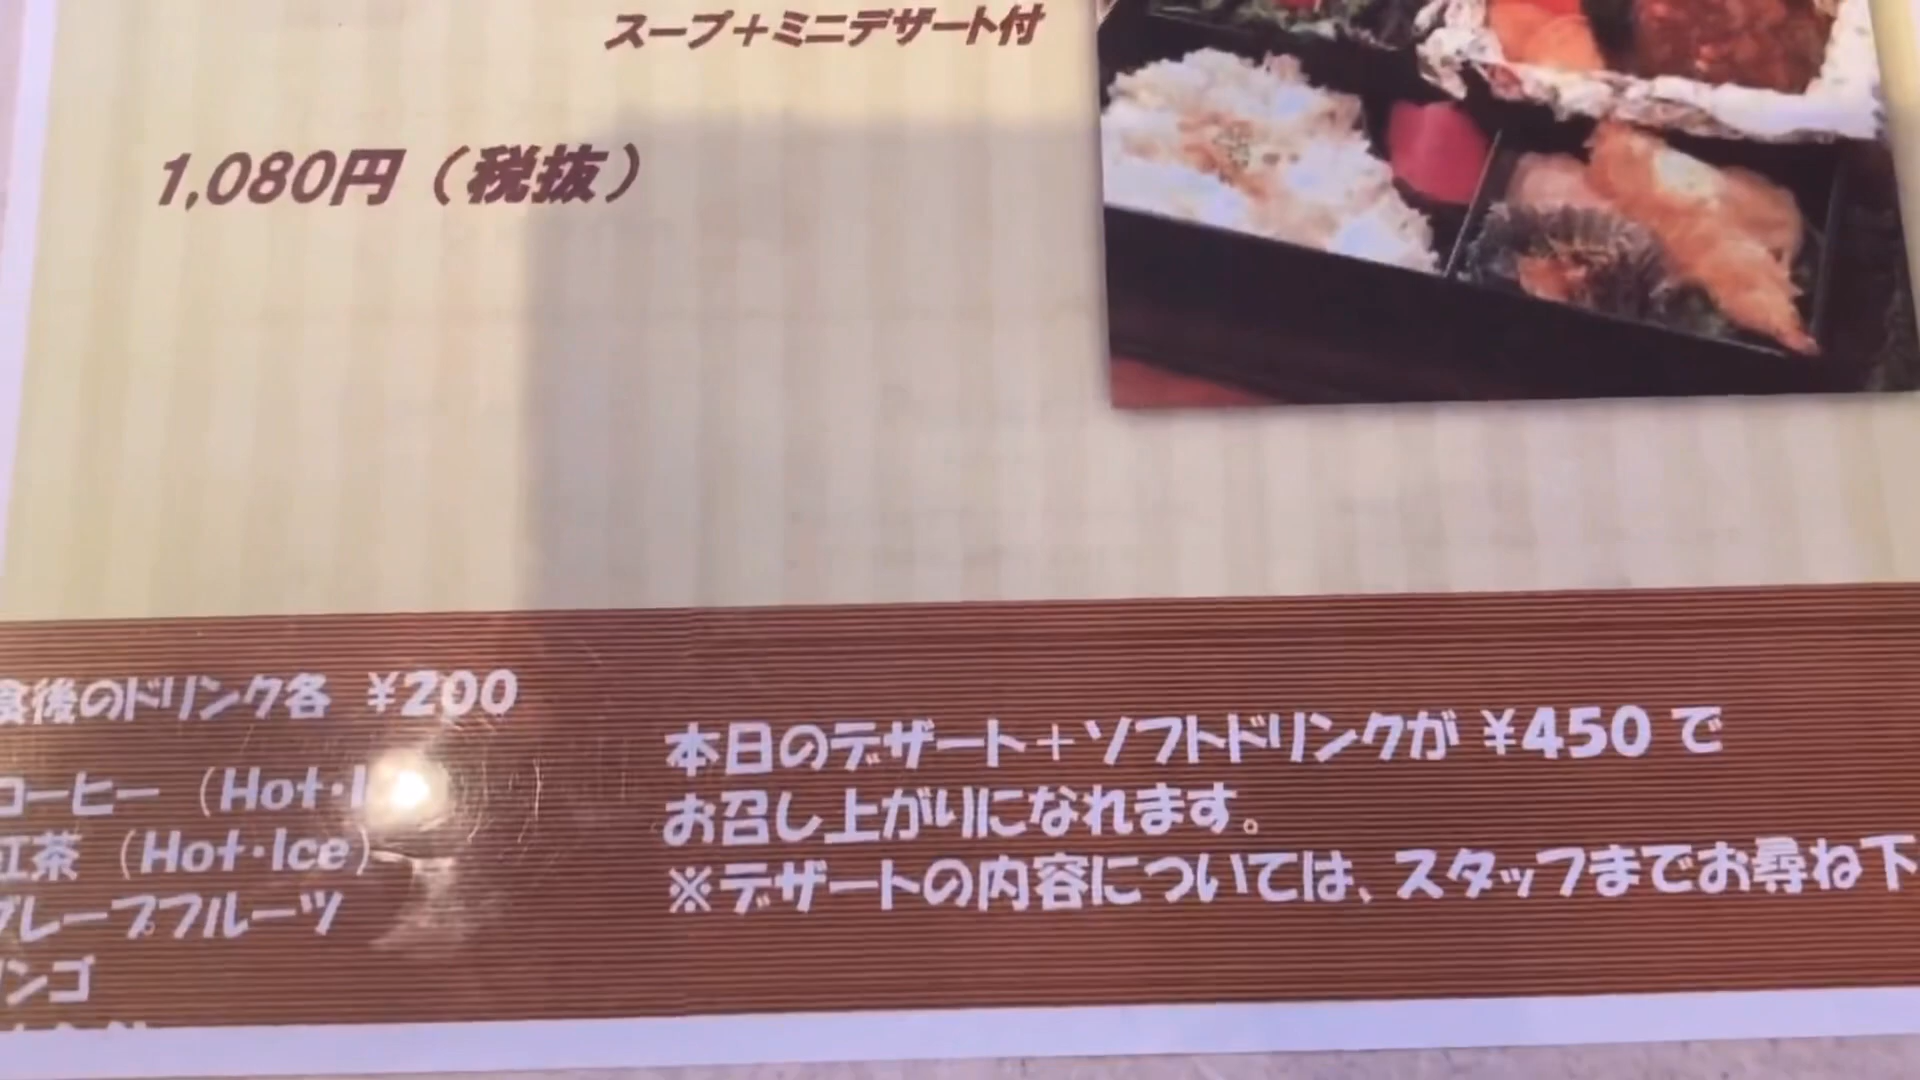 スープ＋ミニデザート付
1,080円（税抜）
食後のドリンク各 ¥200
コーヒー（Hot・I
紅茶（Hot・Ice）
グレープフルーツ
リンゴ
本日のデザート＋ソフトドリンクが ¥450 で
お召し上がりになれます。
※デザートの内容については、スタッフまでお尋ね下